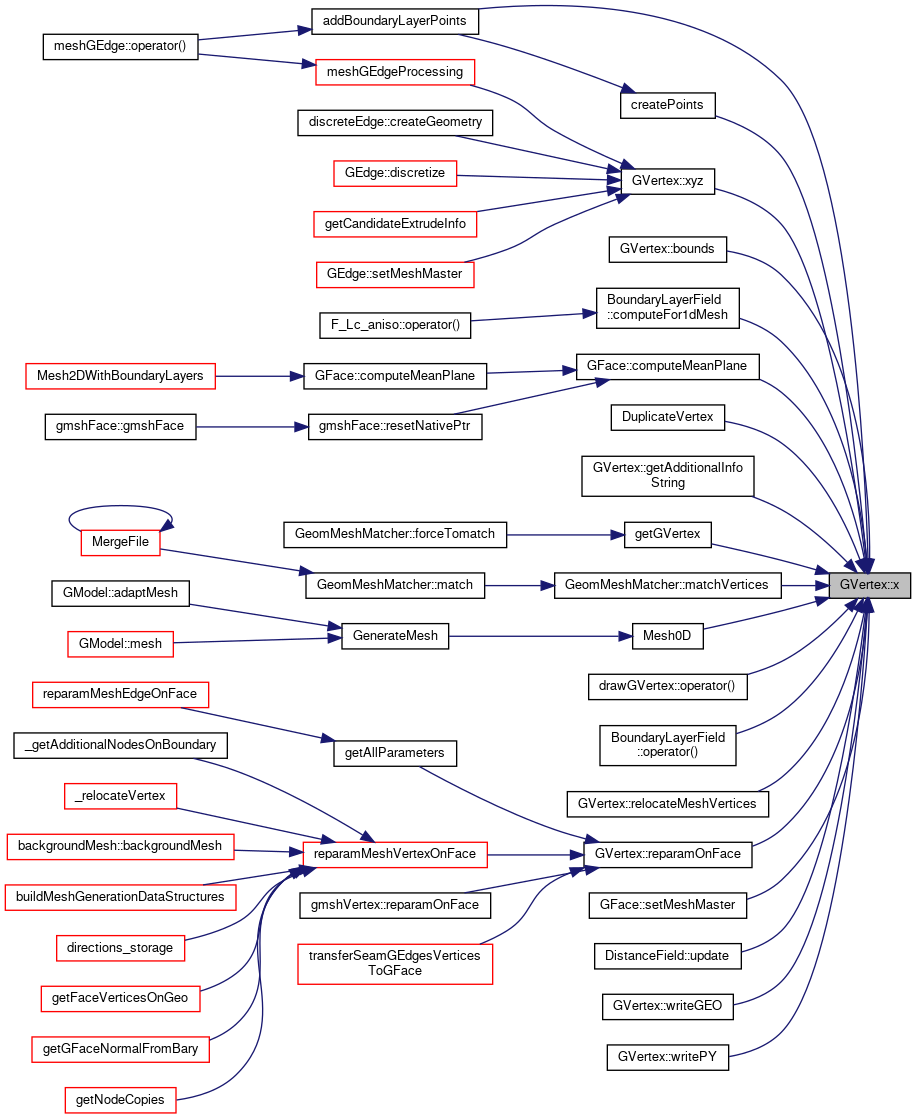 addBoundaryLayerPoints
meshGEdge::operator()
meshGEdgeProcessing
createPoints
discreteEdge::createGeometry
GEdge::discretize
GVertex::xyz
getCandidateExtrudeInfo
GVertex::bounds
GEdge::setMeshMaster
BoundaryLayerField
::computeFor1dMesh
F_Lc_aniso::operator()
GFace::computeMeanPlane
Mesh2DWithBoundaryLayers
GFace::computeMeanPlane
DuplicateVertex
gmshFace::gmshFace
gmshFace::resetNativePtr
GVertex::getAdditionalInfo
String
GeomMeshMatcher::forceTomatch
getGVertex
MergeFile
GeomMeshMatcher::match
GeomMeshMatcher::matchVertices
GVertex::x
GModel::adaptMesh
GModel::mesh
GenerateMesh
Mesh0D
drawGVertex::operator()
reparamMeshEdgeOnFace
_getAdditionalNodesOnBoundary
getAllParameters
BoundaryLayerField
::operator()
_relocateVertex
GVertex::relocateMeshVertices
backgroundMesh::backgroundMesh
reparamMeshVertexOnFace
GVertex::reparamOnFace
buildMeshGenerationDataStructures
gmshVertex::reparamOnFace
GFace::setMeshMaster
directions_storage
transferSeamGEdgesVertices
ToGFace
DistanceField::update
getFaceVerticesOnGeo
GVertex::writeGEO
getGFaceNormalFromBary
GVertex::writePY
getNodeCopies